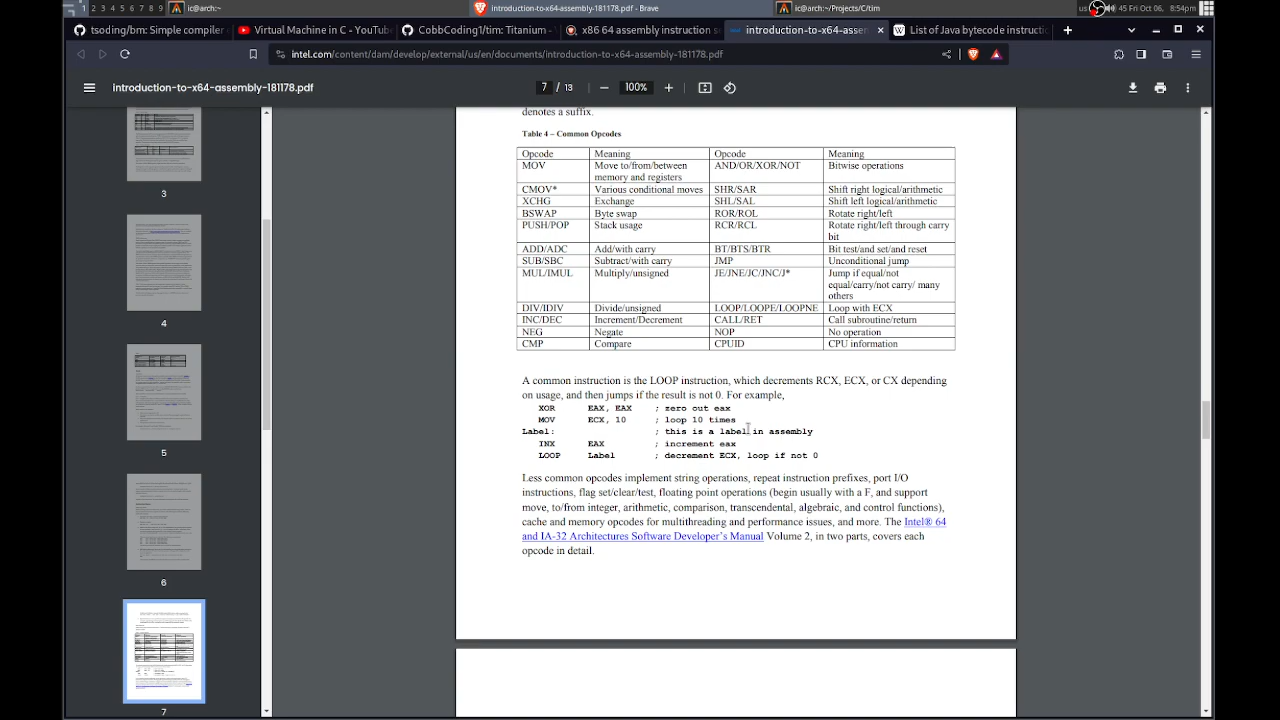 1 2 3 4 5 6 7 8 9 ic@arch:~ introduction-to-x64-assembly-181178.pdf - Brave ic@arch:~/Projects/C/tim us 45 Fri Oct 06, 8:54pm
tsoding/bm: Simple compiler Virtual Machine in C - YouTube CobbCoding1/tim: Titanium - x86 64 assembly instruction s introduction-to-x64-assem List of Java bytecode instructi
intel.com/content/dam/develop/external/us/en/documents/introduction-to-x64-assembly-181178.pdf
introduction-to-x64-assembly-181178.pdf 7 / 13 100%
3
4
5
6
7
denotes a suffix.
Table 4 – Common Opcodes
Opcode Meaning Opcode Meaning
MOV Move to/from/between memory and registers AND/OR/XOR/NOT Bitwise operations
CMOV* Various conditional moves SHR/SAR Shift right logical/arithmetic
XCHG Exchange SHL/SAL Shift left logical/arithmetic
BSWAP Byte swap ROR/ROL Rotate right/left
PUSH/POP Stack usage RCR/RCL Rotate right/left through carry bit
ADD/ADC Add/with carry BT/BTS/BTR Bit test/and set/and reset
SUB/SBC Subtract/with carry JMP Unconditional jump
MUL/IMUL Multiply/unsigned JE/JNE/JC/JNC/J* Jump if equal/not equal/carry/not carry/ many others
DIV/IDIV Divide/unsigned LOOP/LOOPE/LOOPNE Loop with ECX
INC/DEC Increment/Decrement CALL/RET Call subroutine/return
NEG Negate NOP No operation
CMP Compare CPUID CPU information
A common instruction is the LOOP instruction, which decrements RCX, ECX, or CX depending
on usage, and then jumps if the result is not 0. For example,
XOR EAX, EAX ; zero out eax
MOV ECX, 10 ; loop 10 times
Label: ; this is a label in assembly
INX EAX ; increment eax
LOOP Label ; decrement ECX, loop if not 0
Less common opcodes implement string operations, repeat instruction prefixes, port I/O
instructions, flag set/clear/test, floating point operations (begin usually with a F, and support
move, to/from integer, arithmetic, comparison, transcendental, algebraic, and control functions),
cache and memory opcodes for multithreading and performance issues, and more. The Intel® 64
and IA-32 Architectures Software Developer's Manual Volume 2, in two parts, covers each
opcode in detail.